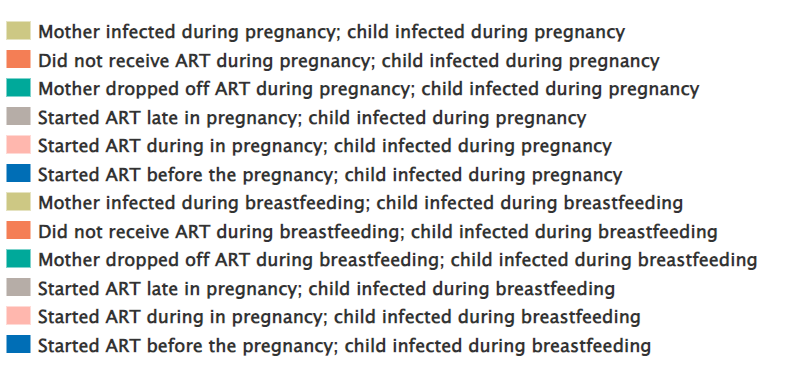 Mother infected during pregnancy; child infected during pregnancy
Did not receive ART during pregnancy; child infected during pregnancy
Mother dropped off ART during pregnancy; child infected during pregnancy
Started ART late in pregnancy; child infected during pregnancy
Started ART during in pregnancy; child infected during pregnancy
Started ART before the pregnancy; child infected during pregnancy
Mother infected during breastfeeding; child infected during breastfeeding
Did not receive ART during breastfeeding; child infected during breastfeeding
Mother dropped off ART during breastfeeding; child infected during breastfeeding
Started ART late in pregnancy; child infected during breastfeeding
Started ART during in pregnancy; child infected during breastfeeding
Started ART before the pregnancy; child infected during breastfeeding